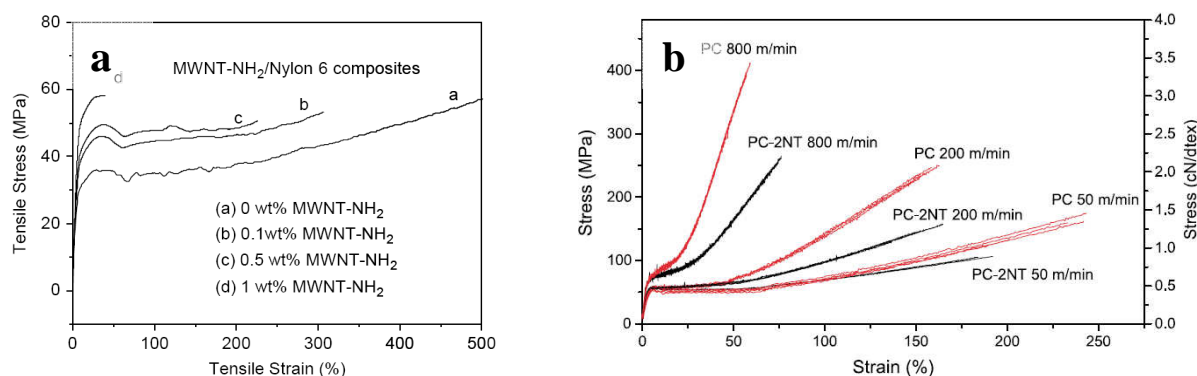 a
MWNT-NH2/Nylon 6 composites
d
c
b
a
(a) 0 wt% MWNT-NH2
(b) 0.1wt% MWNT-NH2
(c) 0.5 wt% MWNT-NH2
(d) 1 wt% MWNT-NH2
Tensile Stress (MPa)
80
60
40
20
0
0 100 200 300 400 500
Tensile Strain (%)
b
PC 800 m/min
PC-2NT 800 m/min
PC 200 m/min
PC 50 m/min
PC-2NT 200 m/min
PC-2NT 50 m/min
Stress (MPa)
400
300
200
100
0
0 50 100 150 200 250
Strain (%)
4.0
3.5
3.0
2.5
2.0
1.5
1.0
0.5
0.0
Stress (cN/dtex)